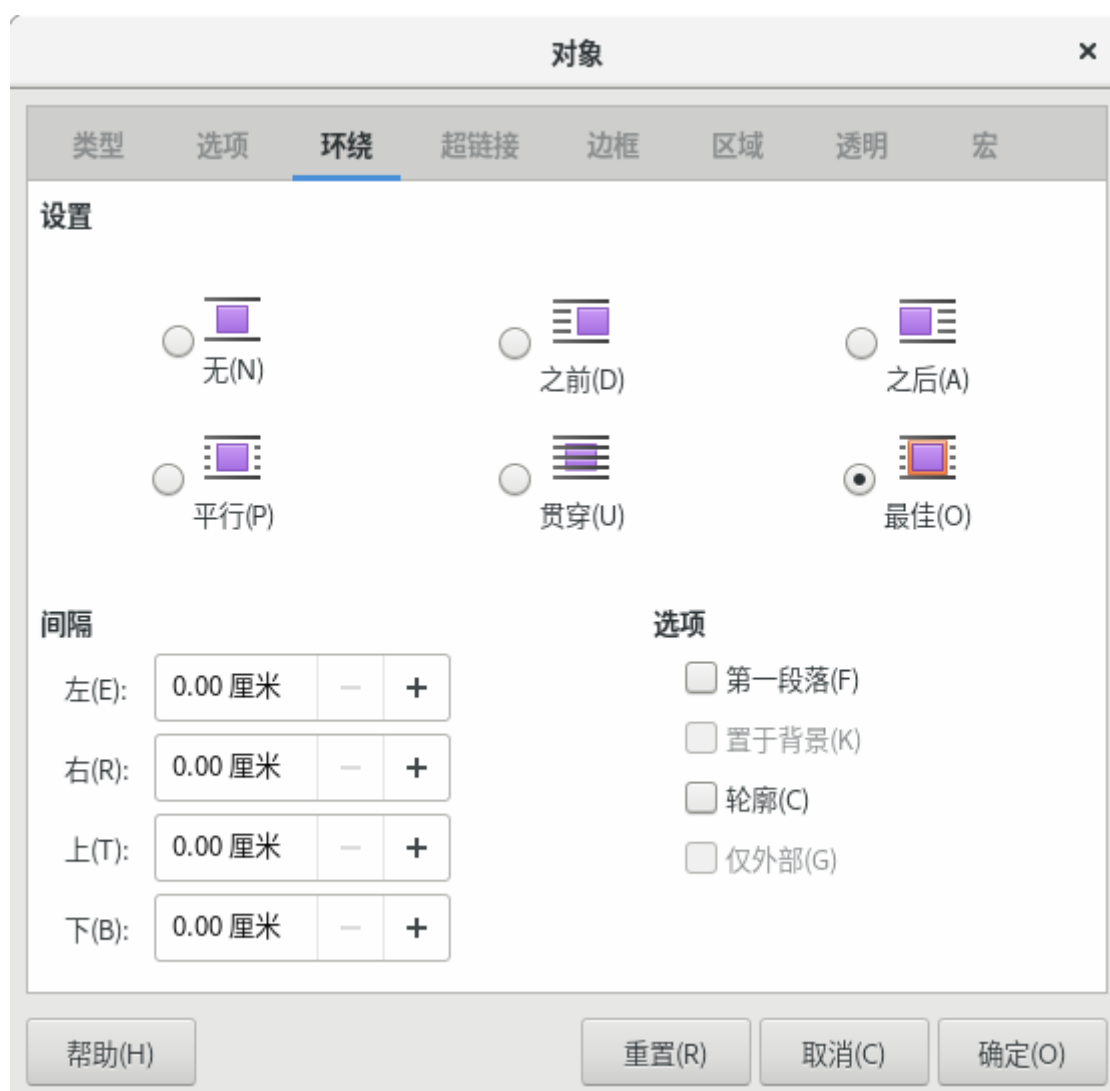 对象
类型 选项 环绕 超链接 边框 区域 透明 宏
设置
无(N) 之前(D) 之后(A)
平行(P) 贯穿(U) 最佳(O)
间隔 选项
左(E): 0.00 厘米 第一段落(F)
置于背景(K)
右(R): 0.00 厘米
轮廓(C)
上(T): 0.00 厘米 仅外部(G)
下(B): 0.00 厘米
帮助(H) 重置(R) 取消(C) 确定(O)